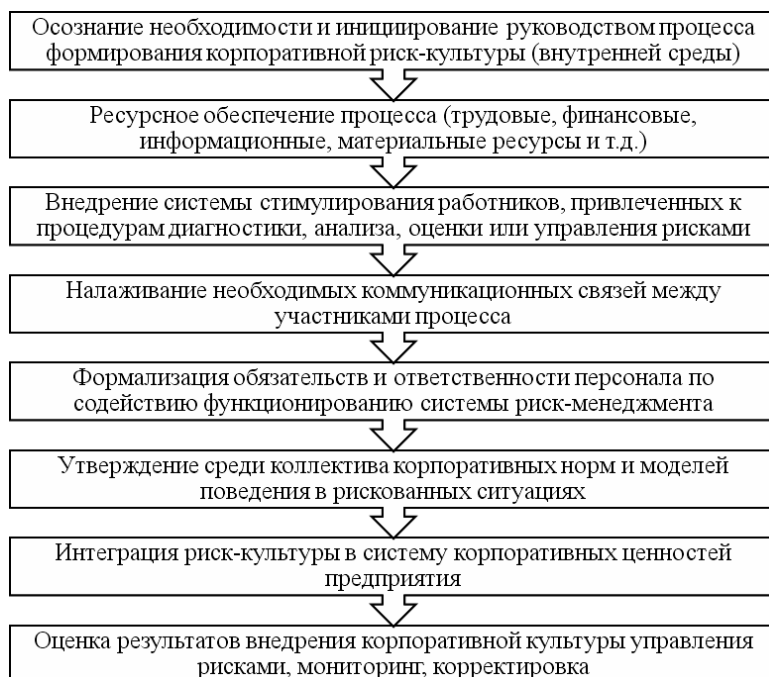 Осознание необходимости и инициирование руководством процесса
формирования корпоративной риск-культуры (внутренней среды)
Ресурсное обеспечение процесса (трудовые, финансовые,
информационные, материальные ресурсы и т.д.)
Внедрение системы стимулирования работников, привлеченных к
процедурам диагностики, анализа, оценки или управления рисками
Налаживание необходимых коммуникационных связей между
участниками процесса
Формализация обязательств и ответственности персонала по
содействию функционированию системы риск-менеджмента
Утверждение среди коллектива корпоративных норм и моделей
поведения в рискованных ситуациях
Интеграция риск-культуры в систему корпоративных ценностей
предприятия
Оценка результатов внедрения корпоративной культуры управления
рисками, мониторинг, корректировка